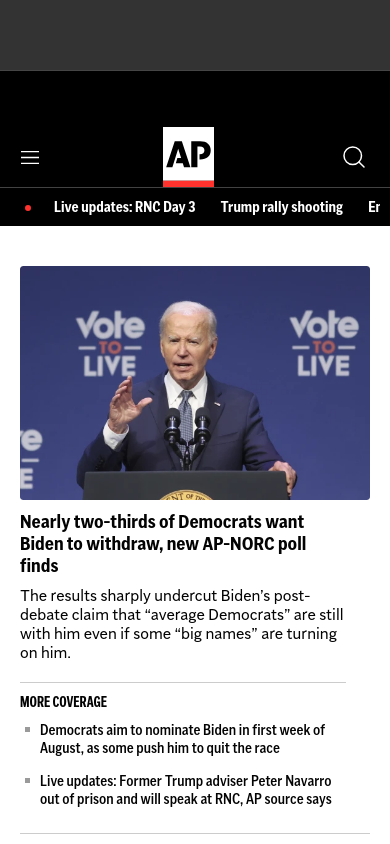 AP
Live updates: RNC Day 3 Trump rally shooting Er
Vote
TO
LIVE
Vote
TO
LIVE
Nearly two-thirds of Democrats want
Biden to withdraw, new AP-NORC poll
finds
The results sharply undercut Biden's post-
debate claim that “average Democrats” are still
with him even if some “big names” are turning
on him.
MORE COVERAGE
Democrats aim to nominate Biden in first week of
August, as some push him to quit the race
Live updates: Former Trump adviser Peter Navarro
out of prison and will speak at RNC, AP source says